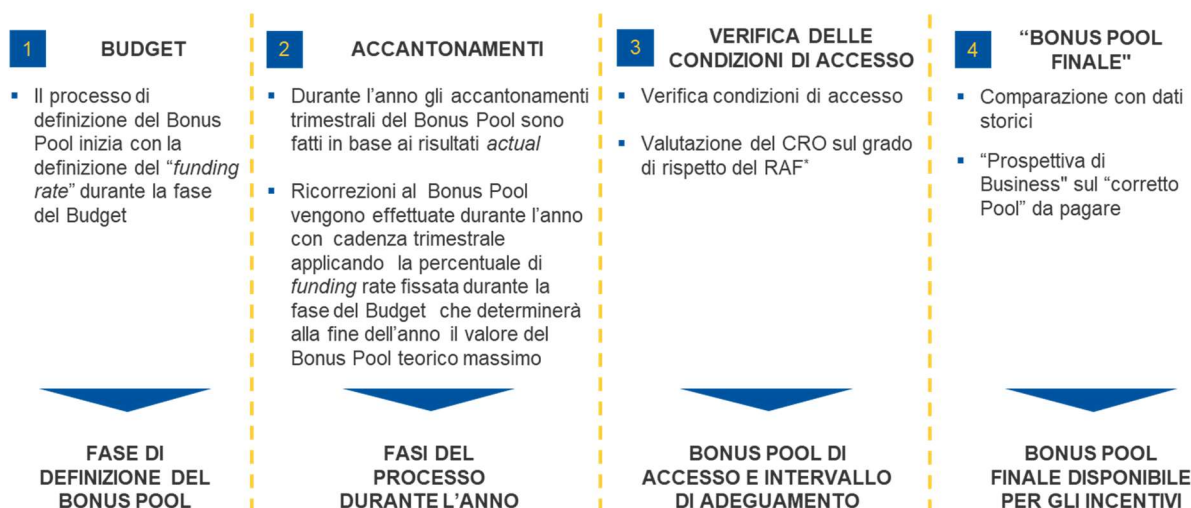 1
BUDGET
▪ Il processo di
definizione del Bonus
Pool inizia con la
definizione del “funding
rate” durante la fase
del Budget
FASE DI
DEFINIZIONE DEL
BONUS POOL
2
ACCANTONAMENTI
▪ Durante l’anno gli accantonamenti
trimestrali del Bonus Pool sono
fatti in base ai risultati actual
▪ Ricorrezioni al Bonus Pool
vengono effettuate durante l’anno
con cadenza trimestrale
applicando la percentuale di
funding rate fissata durante la
fase del Budget che determinerà
alla fine dell’anno il valore del
Bonus Pool teorico massimo
FASI DEL
PROCESSO
DURANTE L’ANNO
3
VERIFICA DELLE
CONDIZIONI DI ACCESSO
▪ Verifica condizioni di accesso
▪ Valutazione del CRO sul grado
di rispetto del RAF*
BONUS POOL DI
ACCESSO E INTERVALLO
DI ADEGUAMENTO
4
“BONUS POOL
FINALE"
▪ Comparazione con dati
storici
▪ “Prospettiva di
Business" sul “corretto
Pool” da pagare
BONUS POOL
FINALE DISPONIBILE
PER GLI INCENTIVI